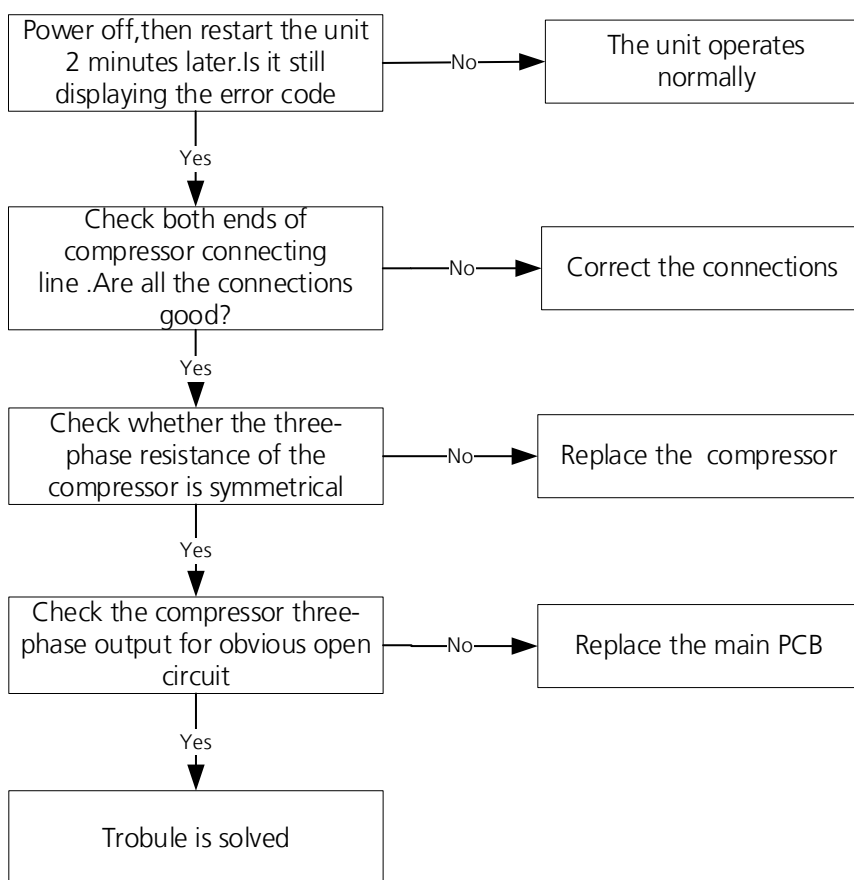 Power off,then restart the unit
2 minutes later.Is it still
displaying the error code
No
The unit operates
normally
Yes
Check both ends of
compressor connecting
line .Are all the connections
good?
No
Correct the connections
Yes
Check whether the three-
phase resistance of the
compressor is symmetrical
No
Replace the  compressor
Yes
Check the compressor three-
phase output for obvious open
circuit
No
Replace the main PCB
Yes
Trobule is solved